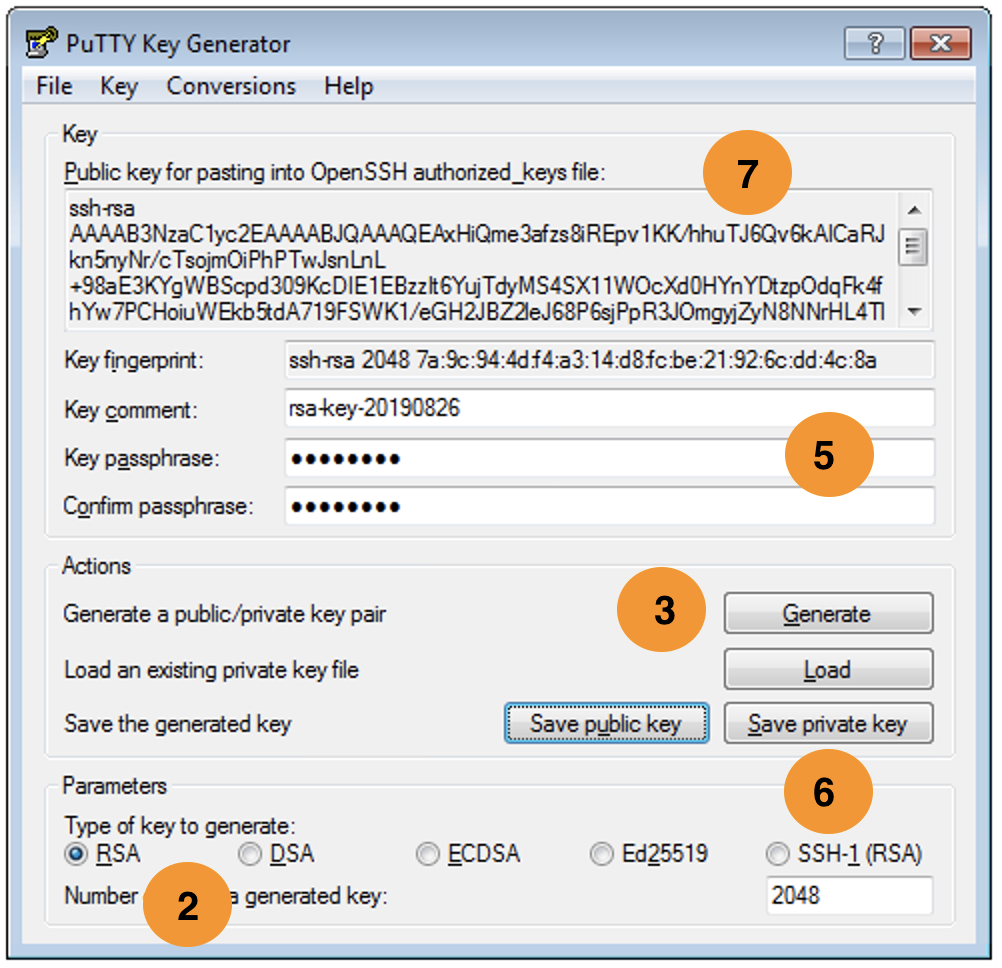 PuTTY Key Generator
File Key Conversions Help
Key
Public key for pasting into OpenSSH authorized_keys file:
7
ssh-rsa
AAAAB3NzaC1yc2EAAAABJQAAAQEAxHiQme3afzs8iREpv1KK/hhuTJ6Qv6kAlCaRJ
kn5nyNr/cTsojmOiPhPTwJsnLnL
+98aE3KYgWBScpd309KcDIE1EBzzlt6YujTdyMS4SX11WOcXd0HYnYDtzpOdqFk4f
hYw7PCHoiuWEkb5tdA719FSWK1/eGH2JBZ2leJ68P6sjPpR3JOmgyjZyN8NNrHL4Tl
Key fingerprint: ssh-rsa 2048 7a:9c:94:4d:f4:a3:14:d8:fc:be:21:92:6c:dd:4c:8a
Key comment: rsa-key-20190826
Key passphrase: ●●●●●●●● 5
Confirm passphrase: ●●●●●●●●
Actions
Generate a public/private key pair 3 Generate
Load an existing private key file Load
Save the generated key Save public key Save private key
Parameters
6
Type of key to generate:
RSA DSA ECDSA Ed25519 SSH-1 (RSA)
Number 2 a generated key: 2048